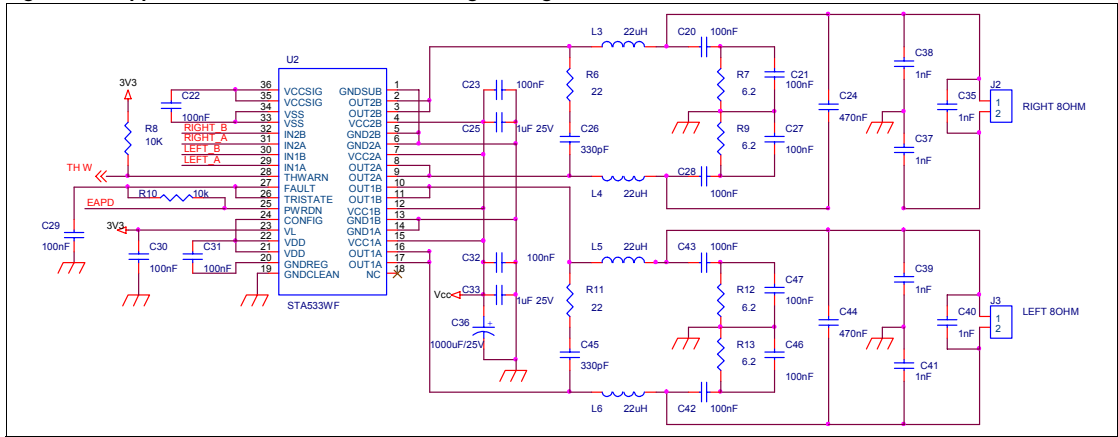 U2
STA533WF
36 VCCSIG
35 VCCSIG
34 VSS
33 VSS
32 IN2B
31 IN2A
30 IN1B
29 IN1A
28 THWARN
27 FAULT
26 TRISTATE
25 PWRDN
24 CONFIG
23 VL
22 VDD
21 VDD
20 GNDREG
19 GNDCLEAN
GNDSUB 1
OUT2B 2
OUT2B 3
VCC2B 4
GND2B 5
GND2A 6
VCC2A 7
OUT2A 8
OUT2A 9
OUT1B 10
OUT1B 11
VCC1B 12
GND1B 13
GND1A 14
VCC1A 15
OUT1A 16
OUT1A 17
NC 18
3V3
C22
100nF
R8
10K
RIGHT_B
RIGHT_A
LEFT_B
LEFT_A
TH W
R10 10k
EAPD
C29
100nF
3V3
C30
100nF
C31
100nF
C23
100nF
C25
1uF 25V
C32
100nF
Vcc
C33
1uF 25V
C36
+
1000uF/25V
L3 22uH
C20 100nF
R6
22
C26
330pF
R7
6.2
C21
100nF
R9
6.2
C27
100nF
L4 22uH
C28
100nF
C24
470nF
C38
1nF
C37
1nF
C35
1nF
J2
1
2
RIGHT 8OHM
L5 22uH
C43 100nF
R11
22
C45
330pF
R12
6.2
C47
100nF
R13
6.2
C46
100nF
L6 22uH
C42 100nF
C44
470nF
C39
1nF
C41
1nF
C40
1nF
J3
1
2
LEFT 8OHM